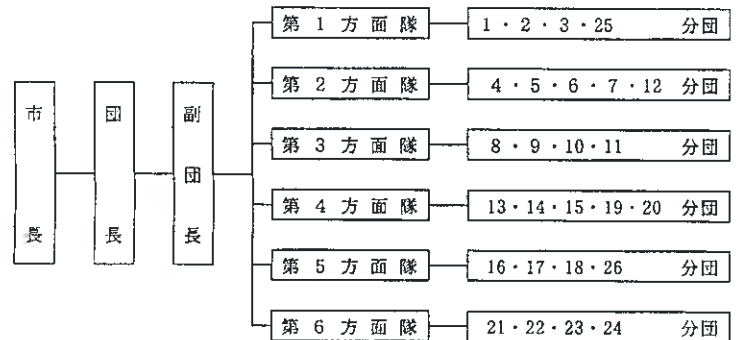 市長
団長
副団長
第1方面隊
1・2・3・25 分団
第2方面隊
4・5・6・7・12 分団
第3方面隊
8・9・10・11 分団
第4方面隊
13・14・15・19・20 分団
第5方面隊
16・17・18・26 分団
第6方面隊
21・22・23・24 分団